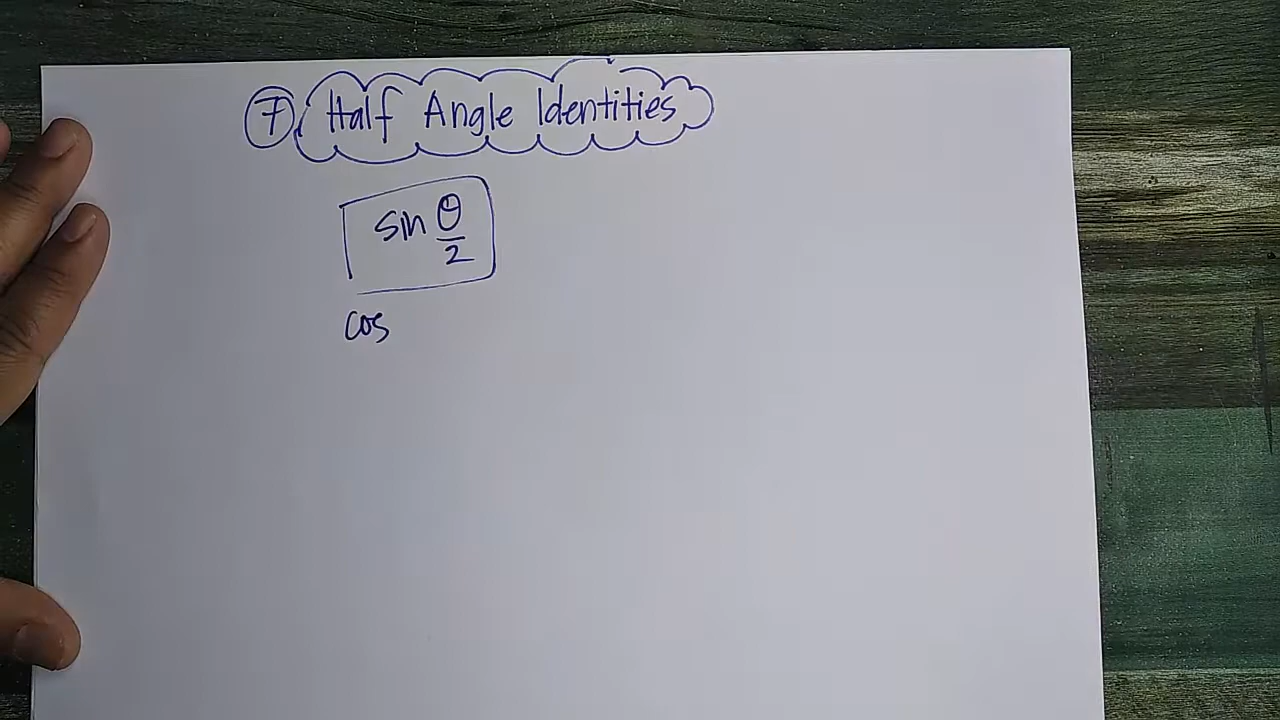 ⑦ Half Angle Identities
sin θ/2
cos